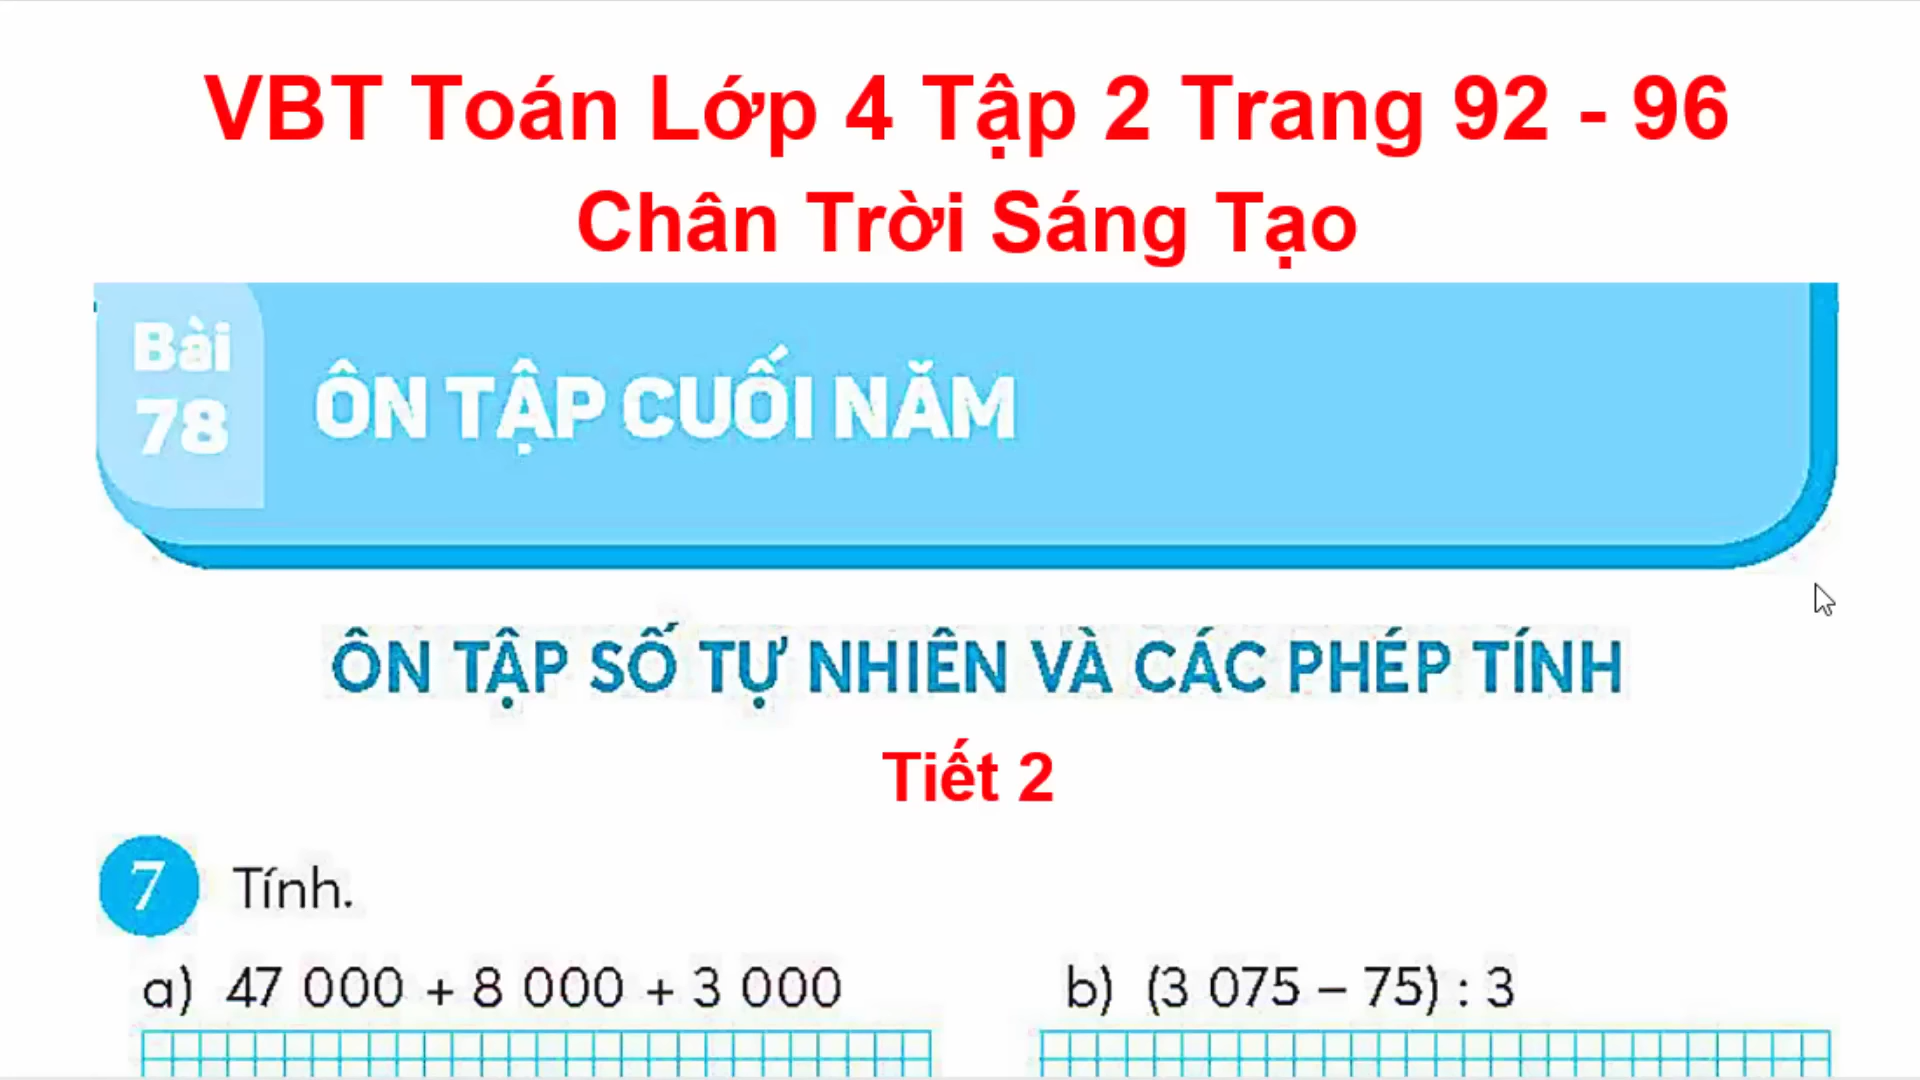 VBT Toán Lớp 4 Tập 2 Trang 92 - 96
Chân Trời Sáng Tạo
Bài
78
ÔN TẬP CUỐI NĂM
ÔN TẬP SỐ TỰ NHIÊN VÀ CÁC PHÉP TÍNH
Tiết 2
7 Tính.
a) 47 000 + 8 000 + 3 000
b) (3 075 – 75) : 3